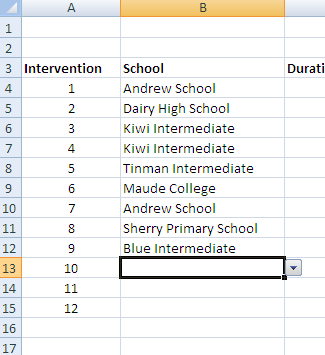 A B
1
2
3 Intervention School Durati
4 1 Andrew School
5 2 Dairy High School
6 3 Kiwi Intermediate
7 4 Kiwi Intermediate
8 5 Tinman Intermediate
9 6 Maude College
10 7 Andrew School
11 8 Sherry Primary School
12 9 Blue Intermediate
13 10
14 11
15 12
16
17